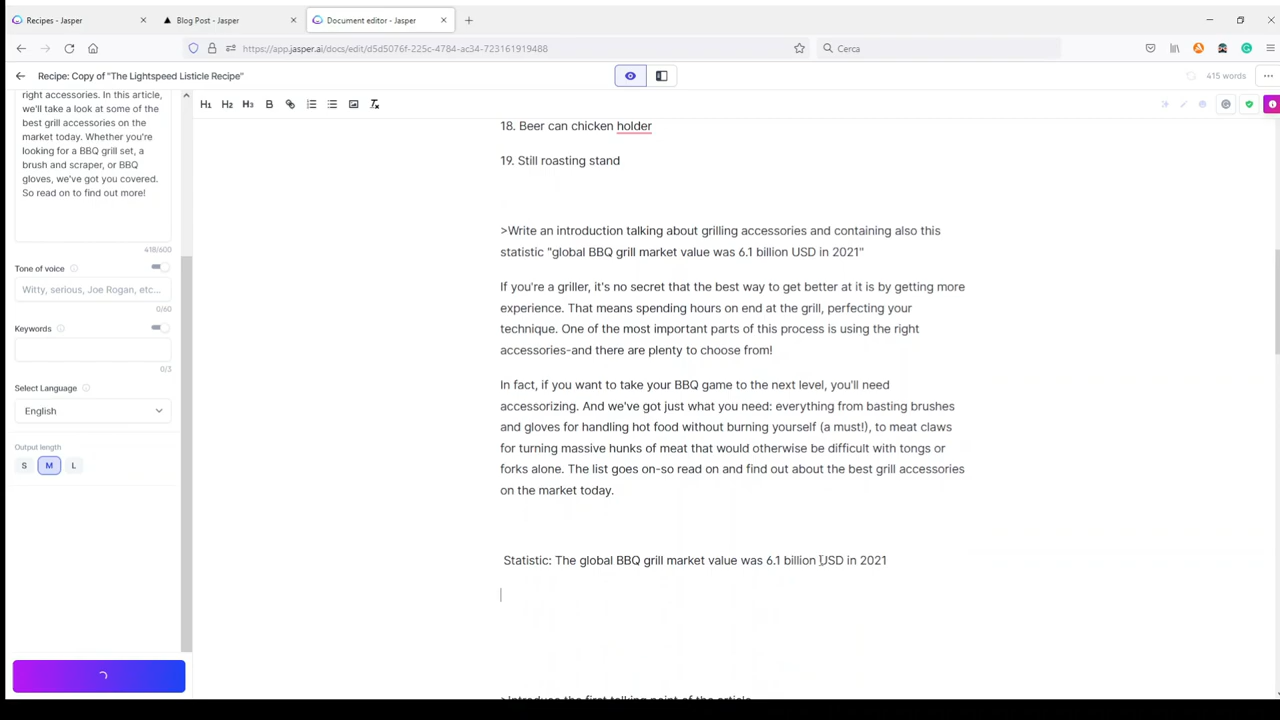 Recipes - Jasper
Blog Post - Jasper
Document editor - Jasper
https://app.jasper.ai/docs/edit/d5d5076f-225c-4784-ac34-723161919488
Cerca
Recipe: Copy of "The Lightspeed Listicle Recipe"
415 words
H1 H2 H3 B
right accessories. In this article,
we'll take a look at some of the
best grill accessories on the
market today. Whether you're
looking for a BBQ grill set, a
brush and scraper, or BBQ
gloves, we've got you covered.
So read on to find out more!
418/600
Tone of voice
Witty, serious, Joe Rogan, etc...
0/60
Keywords
0/3
Select Language
English
Output length
S M L
18. Beer can chicken holder
19. Still roasting stand
>Write an introduction talking about grilling accessories and containing also this
statistic "global BBQ grill market value was 6.1 billion USD in 2021"
If you're a griller, it's no secret that the best way to get better at it is by getting more
experience. That means spending hours on end at the grill, perfecting your
technique. One of the most important parts of this process is using the right
accessories-and there are plenty to choose from!
In fact, if you want to take your BBQ game to the next level, you'll need
accessorizing. And we've got just what you need: everything from basting brushes
and gloves for handling hot food without burning yourself (a must!), to meat claws
for turning massive hunks of meat that would otherwise be difficult with tongs or
forks alone. The list goes on-so read on and find out about the best grill accessories
on the market today.
Statistic: The global BBQ grill market value was 6.1 billion USD in 2021
>Introduce the first talking point of the article